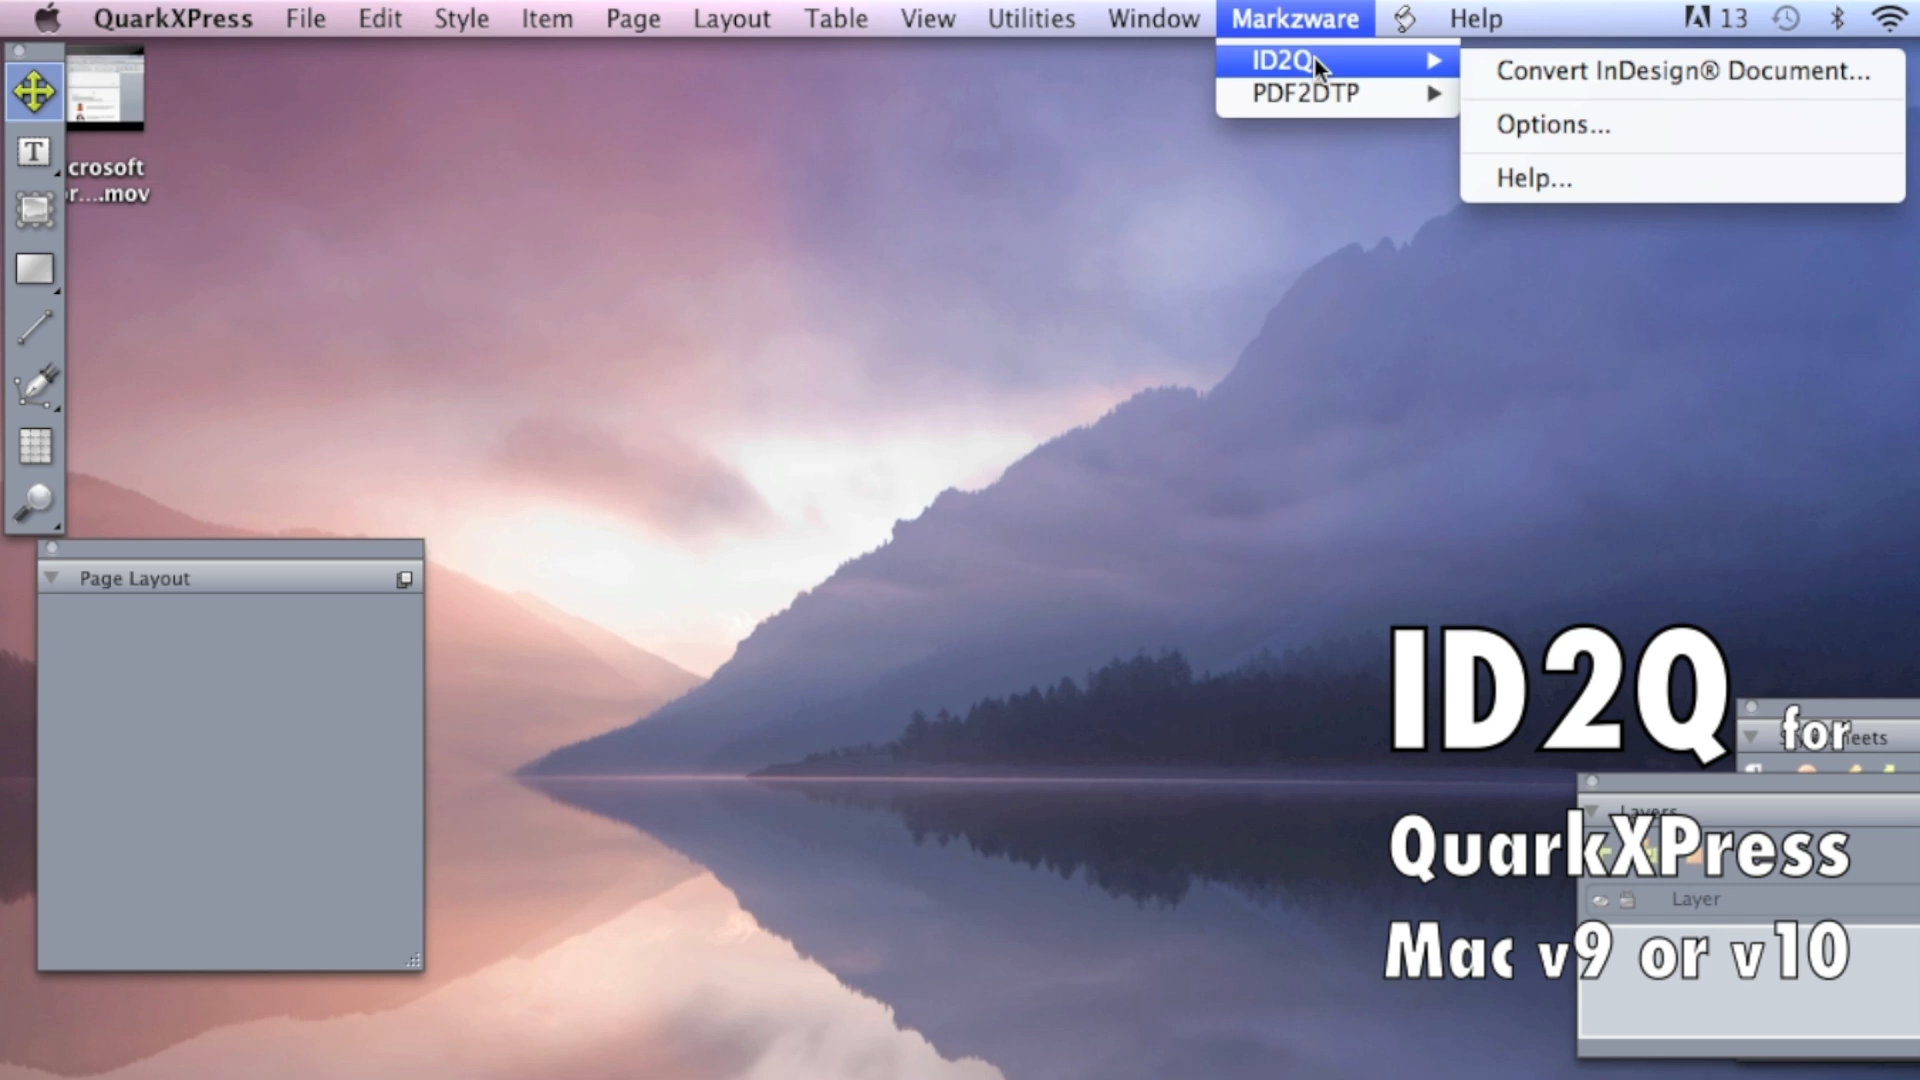 QuarkXPress File Edit Style Item Page Layout Table View Utilities Window Markzware Help 13
ID2Q
PDF2DTP
Convert InDesign® Document...
Options...
Help...
crosoft
r....mov
T
Page Layout
ID2Q for
QuarkXPress
Mac v9 or v10
Layers
Layer